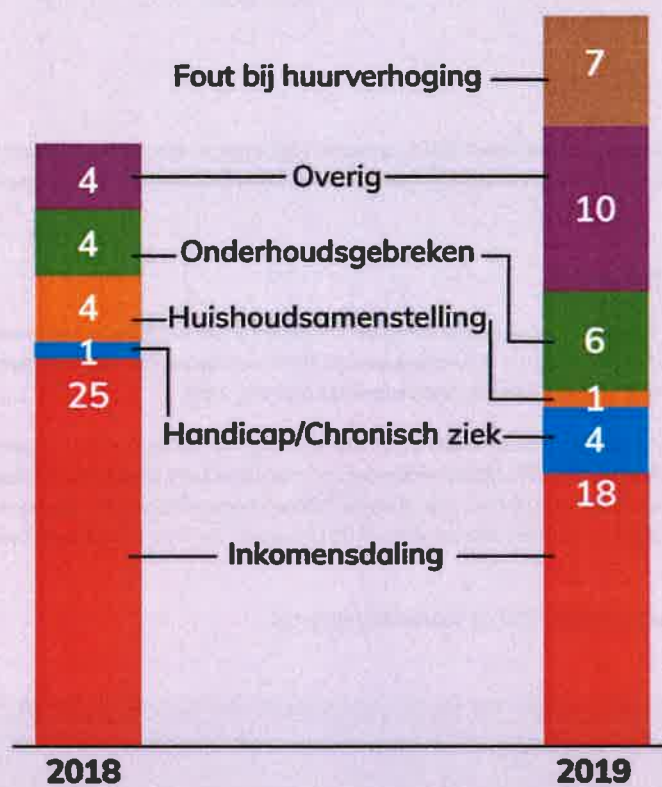 7
Fout bij huurverhoging
4
Overig
10
4
Onderhoudsgebreken
4
Huishoudsamenstelling
6
1
1
25
Handicap/Chronisch ziek
4
18
Inkomensdaling
2018
2019